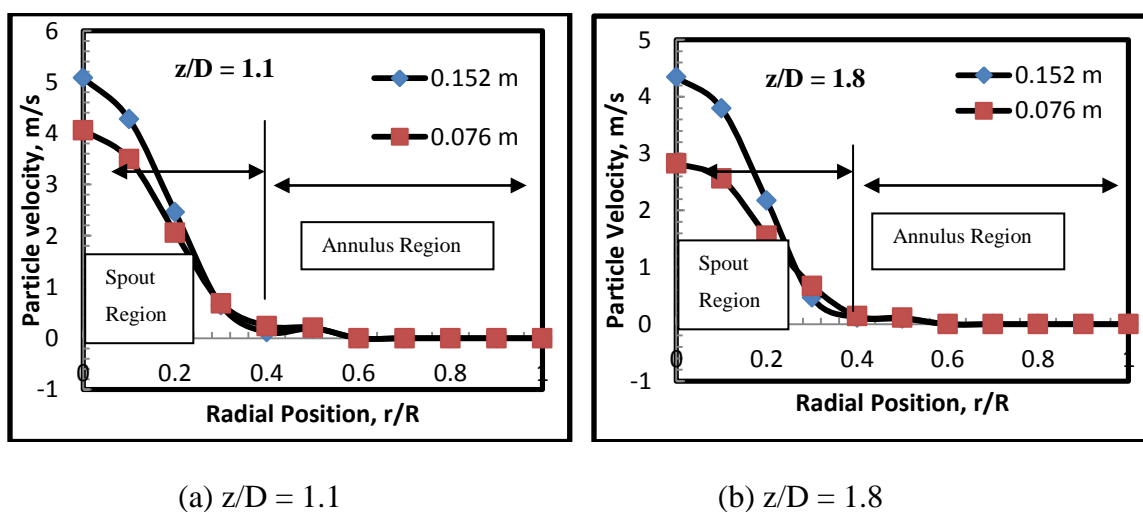 6
5
4
3
2
1
0
-1
Particle velocity, m/s
z/D = 1.1
0.152 m
0.076 m
Spout
Region
Annulus Region
0
0.2
0.4
0.6
0.8
1
Radial Position, r/R
5
4
3
2
1
0
-1
Particle Velocity, m/s
z/D = 1.8
0.152 m
0.076 m
Spout
Region
Annulus Region
0
0.2
0.4
0.6
0.8
1
Radial Position, r/R
(a) z/D = 1.1
(b) z/D = 1.8